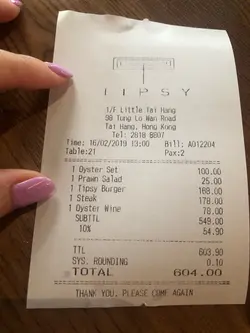 TIPSY
1/F Little Tai Hang
98 Tung Lo Wan Road
Tai Hang, Hong Kong
Tel: 2818 8807
Time: 16/02/2019 13:00 Bill: A012204
Table:21 Pax:2
1 Oyster Set 100.00
1 Prawn Salad 25.00
1 Tipsy Burger 168.00
1 Steak 178.00
1 Oyster Wine 78.00
SUBTTL 549.00
10% 54.90
TTL 603.90
SYS. ROUNDING 0.10
TOTAL 604.00
THANK YOU, PLEASE COME AGAIN